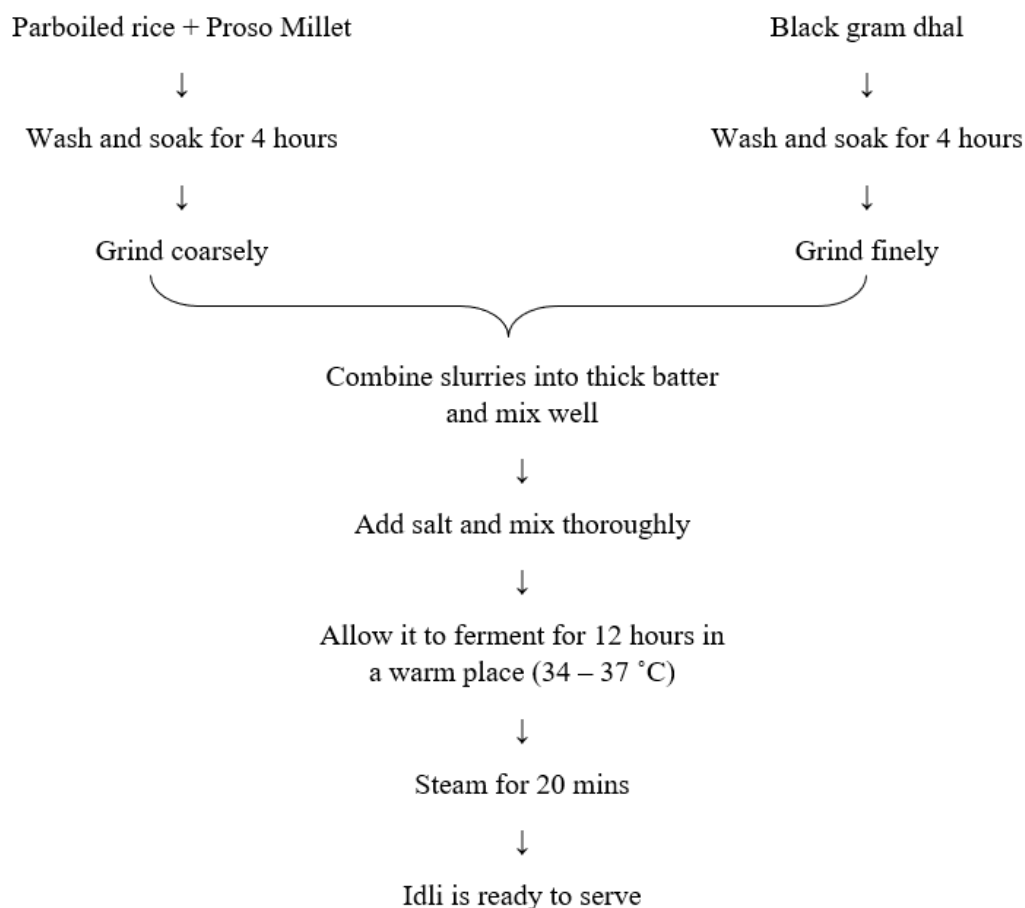 Parboiled rice + Proso Millet
Black gram dhal
↓
↓
Wash and soak for 4 hours
Wash and soak for 4 hours
↓
↓
Grind coarsely
Grind finely
Combine slurries into thick batter
and mix well
↓
Add salt and mix thoroughly
↓
Allow it to ferment for 12 hours in
a warm place (34 – 37 ˚C)
↓
Steam for 20 mins
↓
Idli is ready to serve